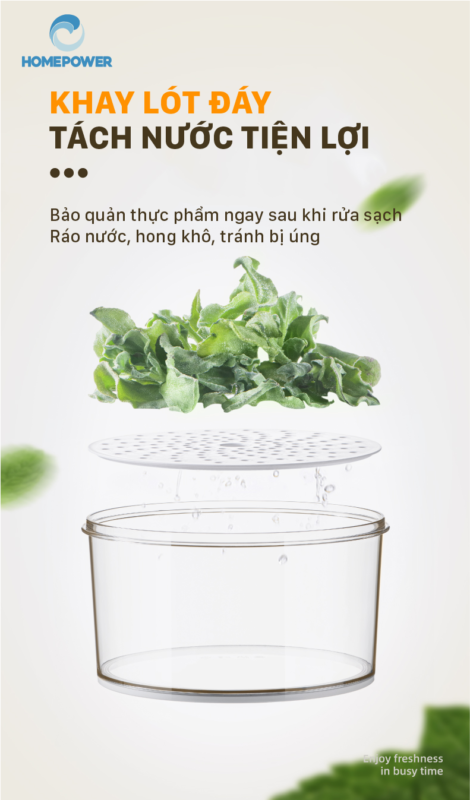 HOMEPOWER
KHAY LÓT ĐÁY
TÁCH NƯỚC TIỆN LỢI
•••
Bảo quản thực phẩm ngay sau khi rửa sạch
Ráo nước, hong khô, tránh bị úng
Enjoy freshness
in busy time